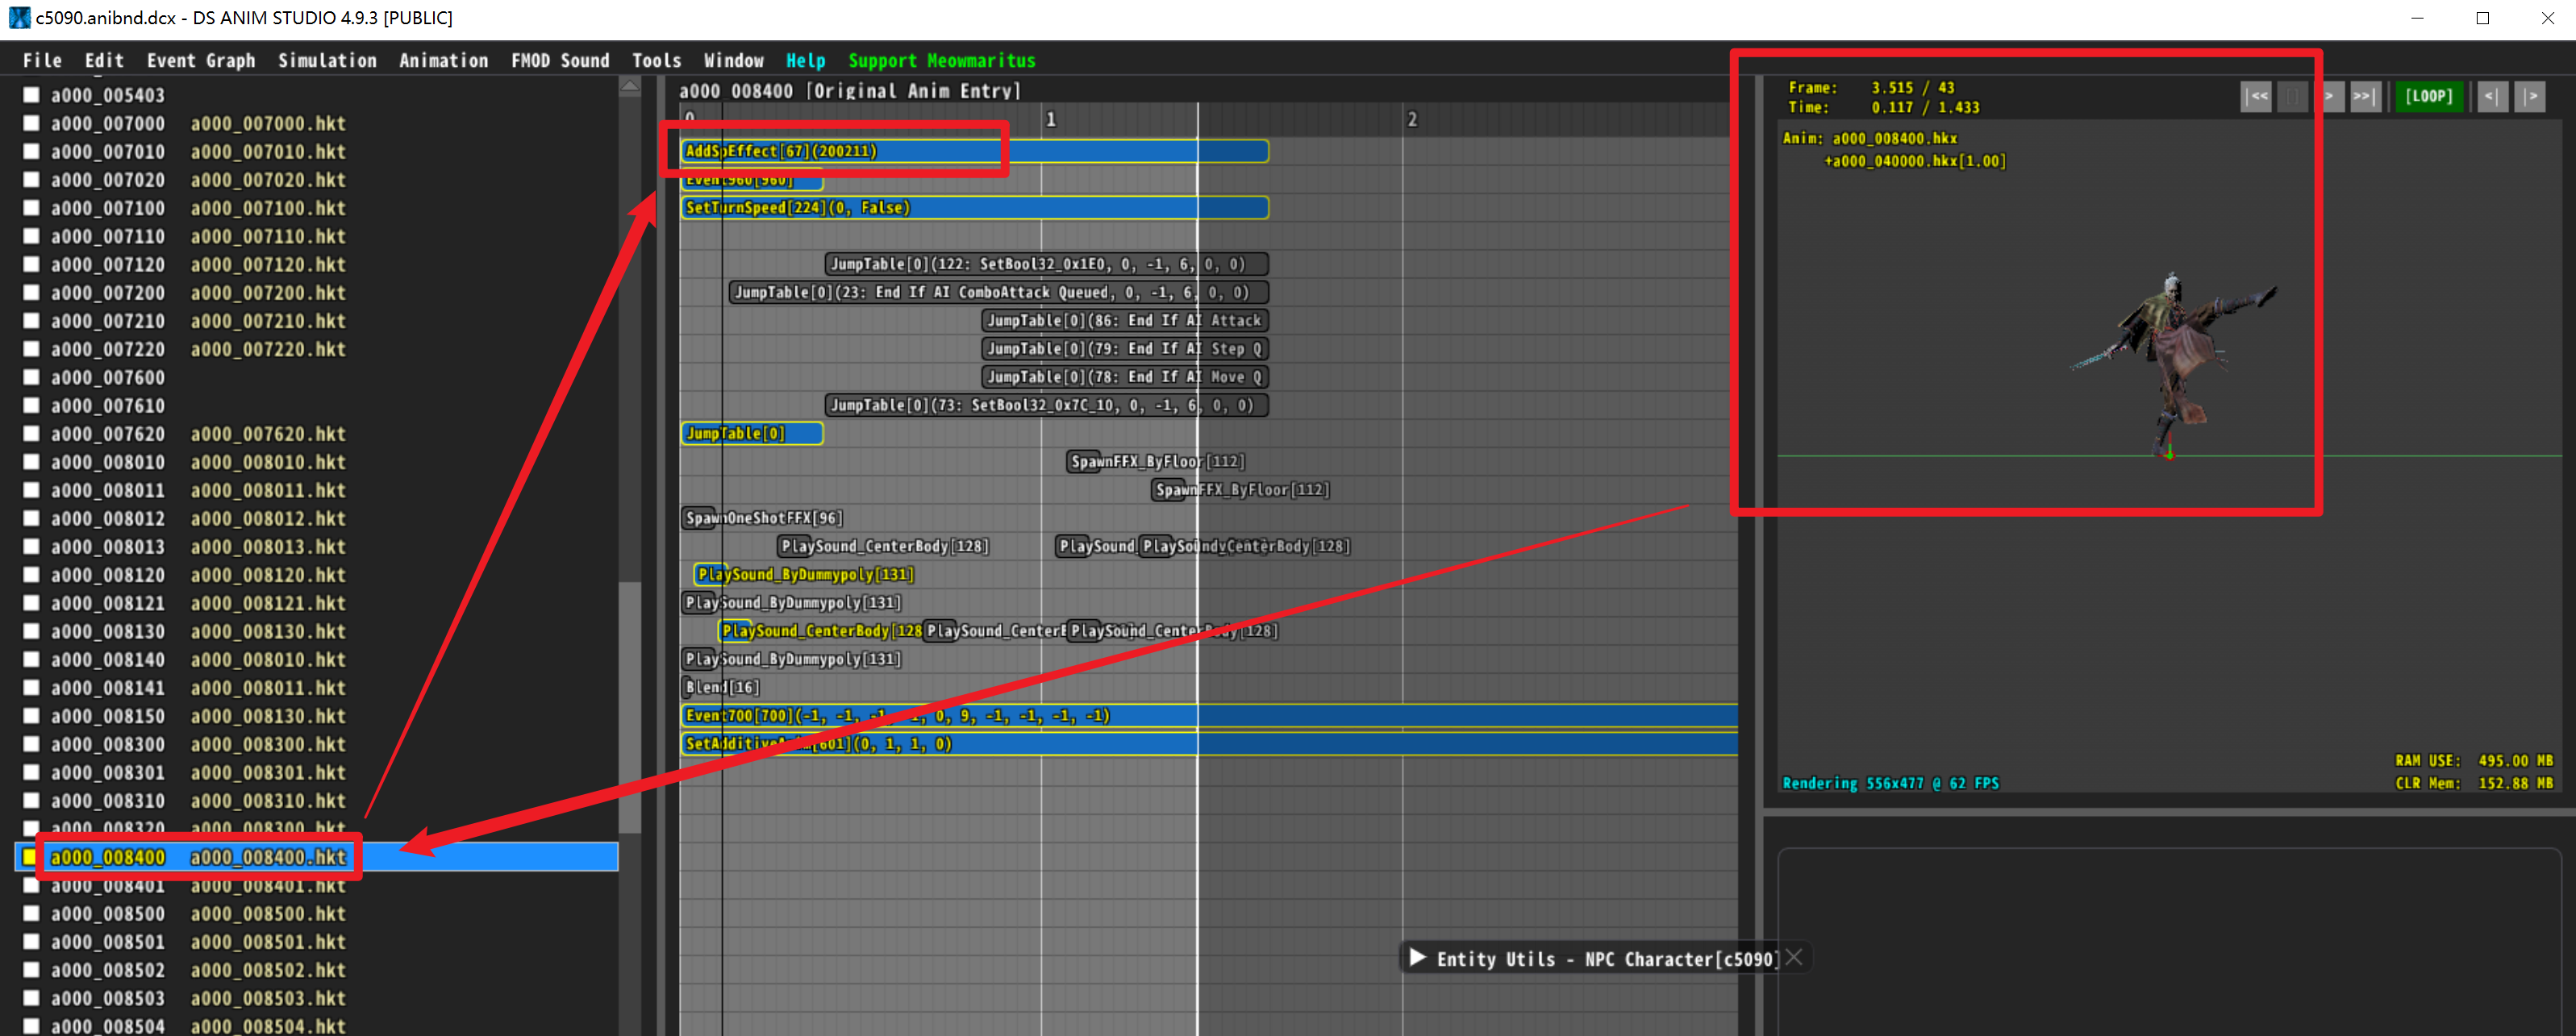 c5090.anibnd.dcx - DS ANIM STUDIO 4.9.3 [PUBLIC]
File Edit Event Graph Simulation Animation FMOD Sound Tools Window Help Support Meowmaritus
a000_005403
a000_007000 a000_007000.hkt
a000_007010 a000_007010.hkt
a000_007020 a000_007020.hkt
a000_007100 a000_007100.hkt
a000_007110 a000_007110.hkt
a000_007120 a000_007120.hkt
a000_007200 a000_007200.hkt
a000_007210 a000_007210.hkt
a000_007220 a000_007220.hkt
a000_007600
a000_007610
a000_007620 a000_007620.hkt
a000_008010 a000_008010.hkt
a000_008011 a000_008011.hkt
a000_008012 a000_008012.hkt
a000_008013 a000_008013.hkt
a000_008120 a000_008120.hkt
a000_008121 a000_008121.hkt
a000_008130 a000_008130.hkt
a000_008140 a000_008010.hkt
a000_008141 a000_008011.hkt
a000_008150 a000_008130.hkt
a000_008300 a000_008300.hkt
a000_008301 a000_008301.hkt
a000_008310 a000_008310.hkt
a000_008320 a000_008300.hkt
a000_008400 a000_008400.hkt
a000_008401 a000_008401.hkt
a000_008500 a000_008500.hkt
a000_008501 a000_008501.hkt
a000_008502 a000_008502.hkt
a000_008503 a000_008503.hkt
a000_008504 a000_008504.hkt
a000_008400 [Original Anim Entry]
0 1 2
AddSpEffect[67](200211)
Event960[960]
SetTurnSpeed[224](0, False)
JumpTable[0](122: SetBool32_0x1E0, 0, -1, 6, 0, 0)
JumpTable[0](23: End If AI ComboAttack Queued, 0, -1, 6, 0, 0)
JumpTable[0](86: End If AI Attack
JumpTable[0](79: End If AI Step Q
JumpTable[0](78: End If AI Move Q
JumpTable[0](73: SetBool32_0x7C_10, 0, -1, 6, 0, 0)
JumpTable[0]
SpawnFFX_ByFloor[112]
SpawnFFX_ByFloor[112]
SpawnOneShotFFX[96]
PlaySound_CenterBody[128] PlaySound_ PlaySound_CenterBody[128]
PlaySound_ByDummypoly[131]
PlaySound_ByDummypoly[131]
PlaySound_CenterBody[128 PlaySound_CenterB PlaySound_CenterBody[128]
PlaySound_ByDummypoly[131]
Blend[16]
Event700[700](-1, -1, -1, -1, 0, 9, -1, -1, -1, -1)
SetAdditiveAnim[601](0, 1, 1, 0)
Frame: 3.515 / 43
Time: 0.117 / 1.433
|<< > >>| [LOOP] <| |>
Anim: a000_008400.hkx
+a000_040000.hkx[1.00]
RAM USE: 495.00 MB
CLR Mem: 152.88 MB
Rendering 556x477 @ 62 FPS
Entity Utils - NPC Character[c5090]